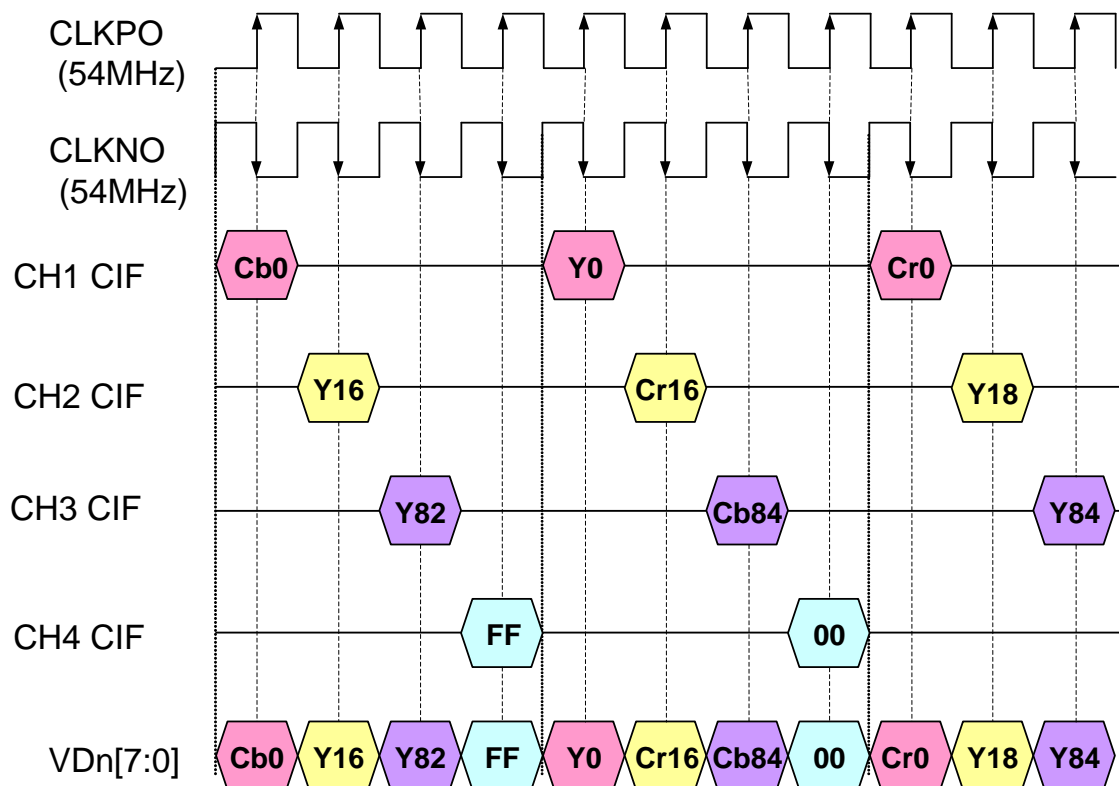 CLKPO
(54MHz)
CLKNO
(54MHz)
CH1 CIF
Cb0 Y0 Cr0
CH2 CIF
Y16 Cr16 Y18
CH3 CIF
Y82 Cb84 Y84
CH4 CIF
FF 00
VDn[7:0]
Cb0 Y16 Y82 FF Y0 Cr16 Cb84 00 Cr0 Y18 Y84